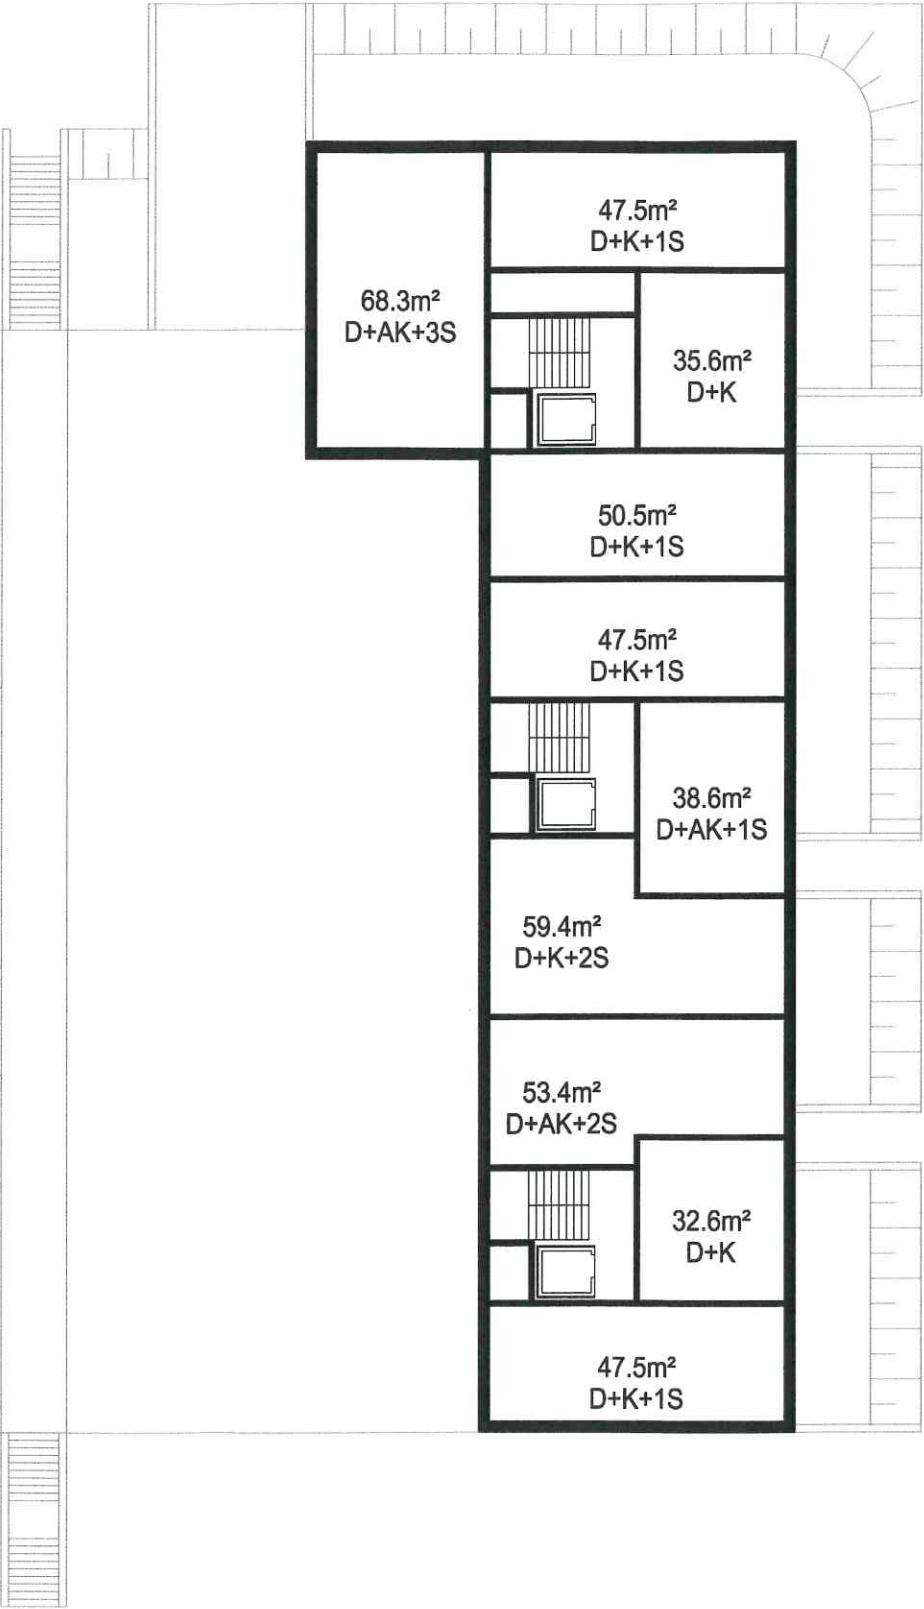 47.5m²
D+K+1S
68.3m²
D+AK+3S
35.6m²
D+K
50.5m²
D+K+1S
47.5m²
D+K+1S
38.6m²
D+AK+1S
59.4m²
D+K+2S
53.4m²
D+AK+2S
32.6m²
D+K
47.5m²
D+K+1S